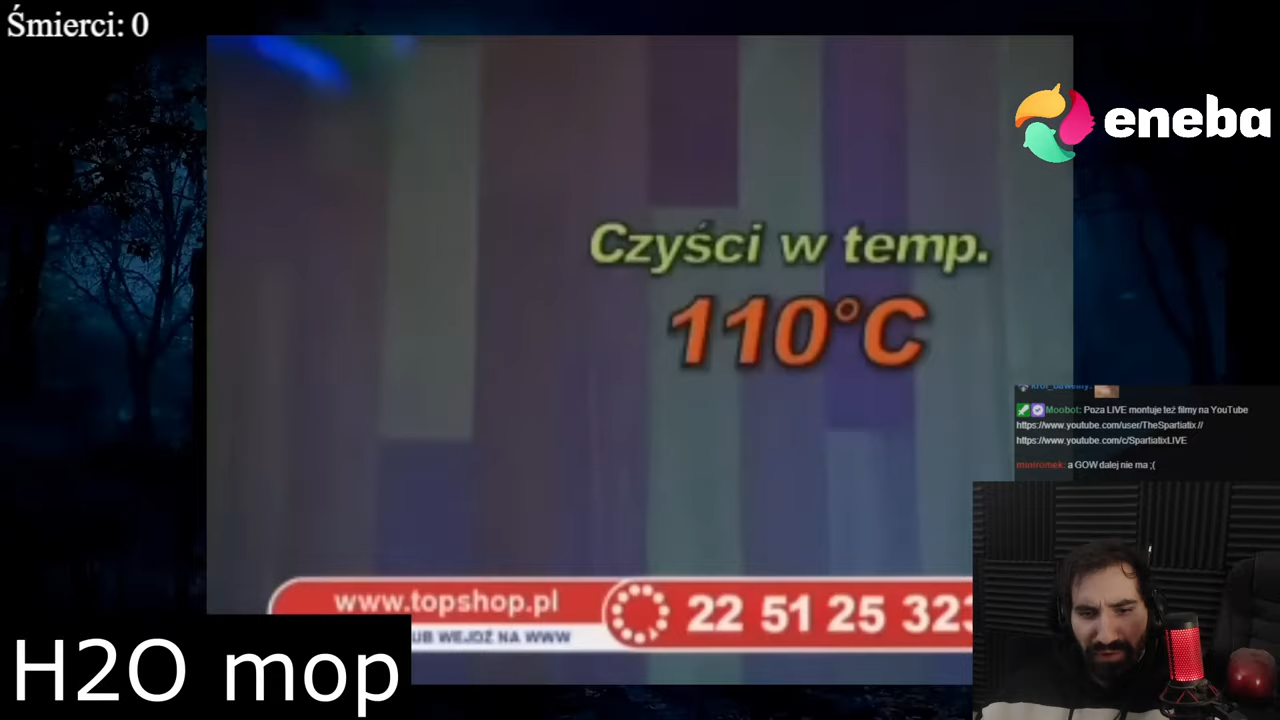 Śmierci: 0
eneba
Czyści w temp.
110°C
Moobot: Poza LIVE montuje też filmy na YouTube
https://www.youtube.com/user/TheSpartiatix //
https://www.youtube.com/c/SpartiatixLIVE
miniromek: a GOW dalej nie ma ;(
www.topshop.pl
22 51 25 323
UB WEJDŹ NA WWW
H2O mop